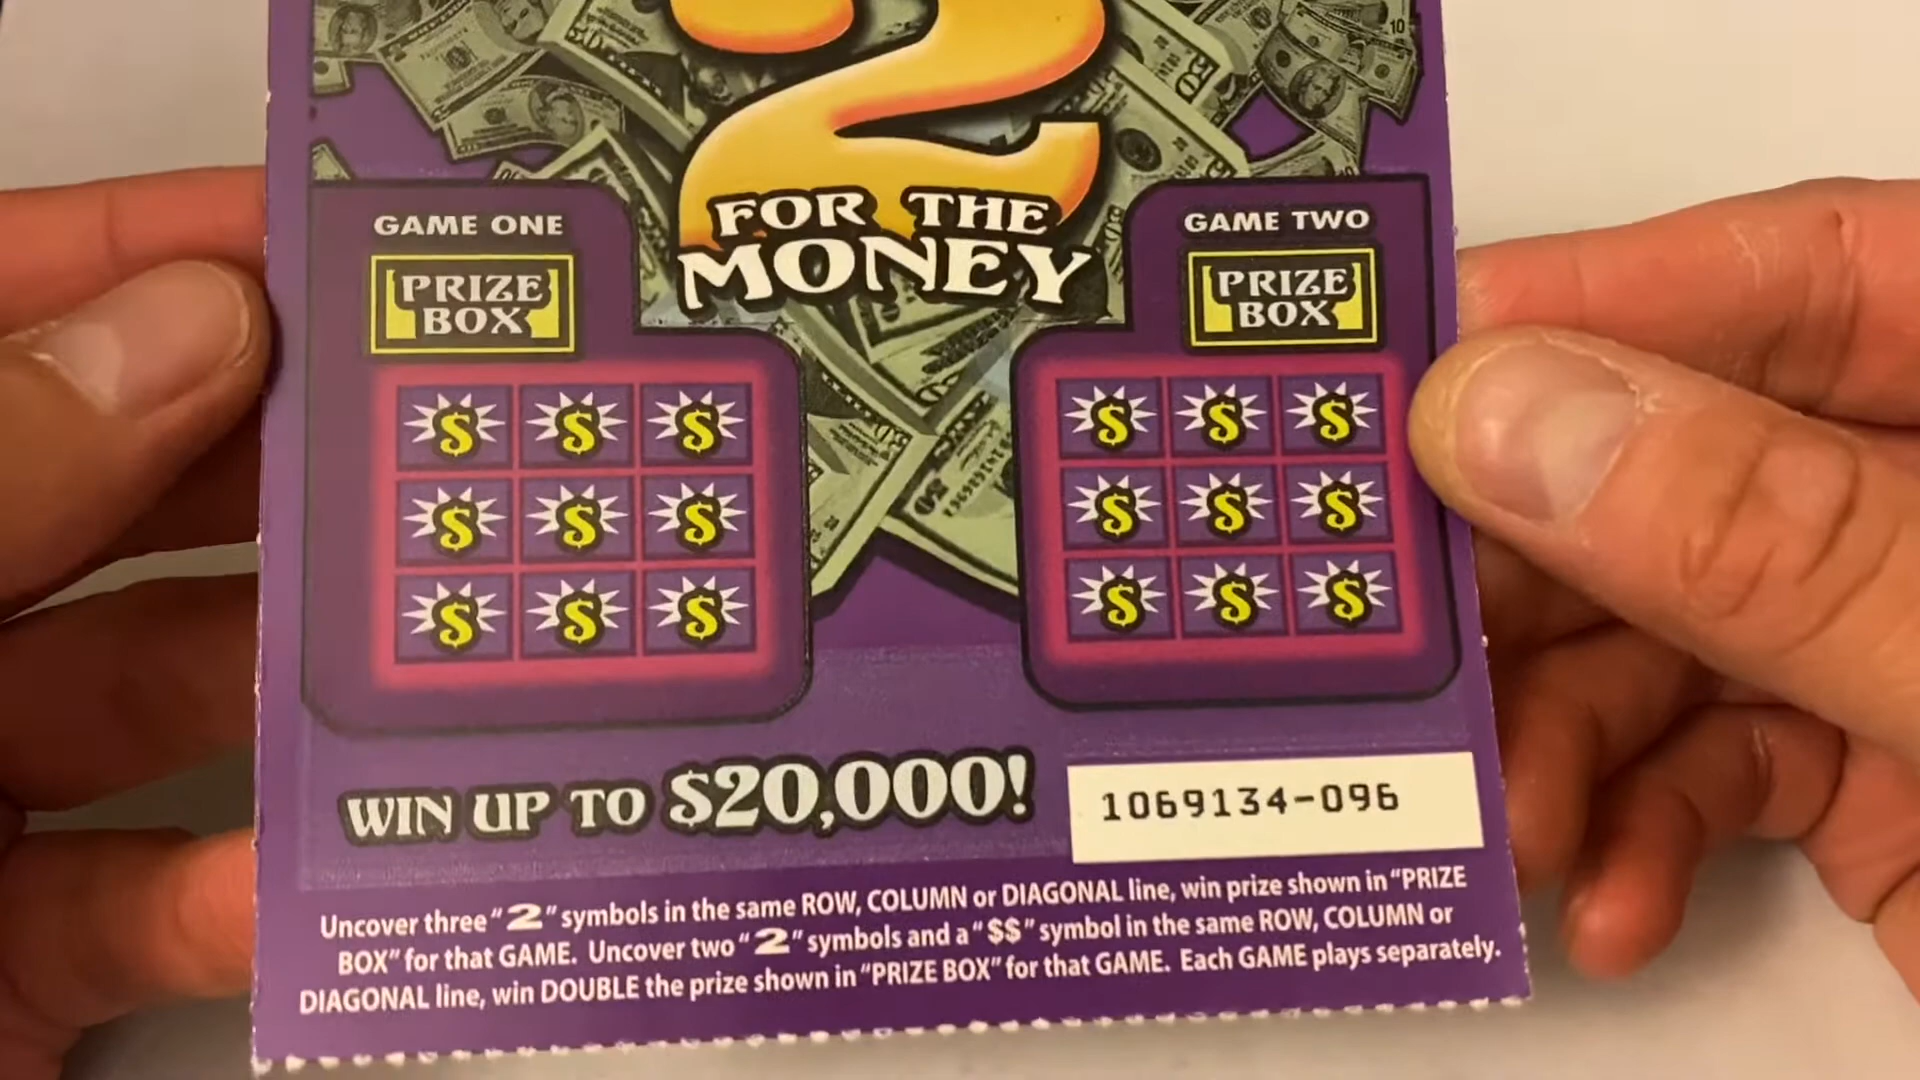 2
FOR THE
MONEY
GAME ONE
PRIZE
BOX
$ $ $
$ $ $
$ $ $
GAME TWO
PRIZE
BOX
$ $ $
$ $ $
$ $ $
WIN UP TO $20,000!
1069134-096
Uncover three "2" symbols in the same ROW, COLUMN or DIAGONAL line, win prize shown in "PRIZE
BOX" for that GAME. Uncover two "2" symbols and a "$$" symbol in the same ROW, COLUMN or
DIAGONAL line, win DOUBLE the prize shown in "PRIZE BOX" for that GAME. Each GAME plays separately.